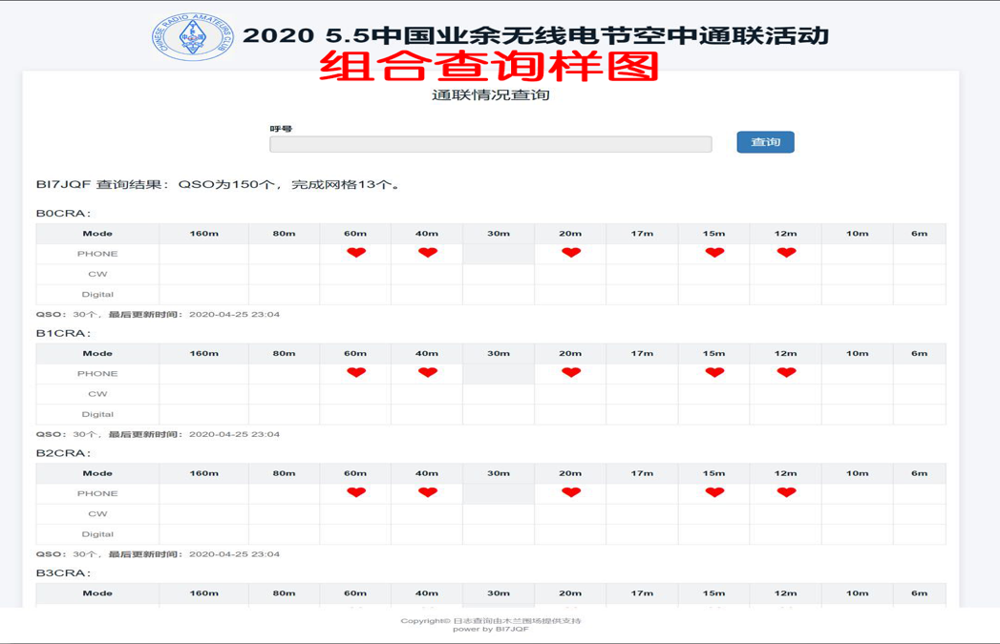 CHINESE RADIO AMATEURS CLUB
2020 5.5中国业余无线电节空中通联活动
组合查询样图
通联情况查询
呼号
查询
BI7JQF 查询结果：QSO为150个，完成网格13个。
B0CRA：
Mode 160m 80m 60m 40m 30m 20m 17m 15m 12m 10m 6m
PHONE
CW
Digital
QSO：30个，最后更新时间：2020-04-25 23:04
B1CRA：
Mode 160m 80m 60m 40m 30m 20m 17m 15m 12m 10m 6m
PHONE
CW
Digital
QSO：30个，最后更新时间：2020-04-25 23:04
B2CRA：
Mode 160m 80m 60m 40m 30m 20m 17m 15m 12m 10m 6m
PHONE
CW
Digital
QSO：30个，最后更新时间：2020-04-25 23:04
B3CRA：
Mode 160m 80m 60m 40m 30m 20m 17m 15m 12m 10m 6m
Copyright© 日志查询由木兰围场提供支持
power by BI7JQF